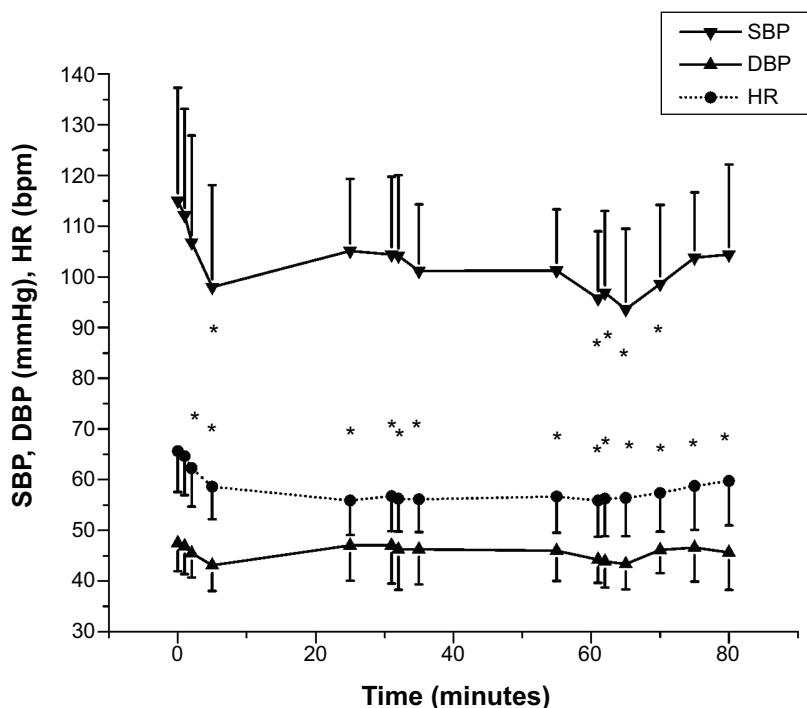 SBP
DBP
HR
SBP, DBP (mmHg), HR (bpm)
140
130
120
110
100
90
80
70
60
50
40
30
* * * * *
* * * * * * * * * * * * *
0 20 40 60 80
Time (minutes)